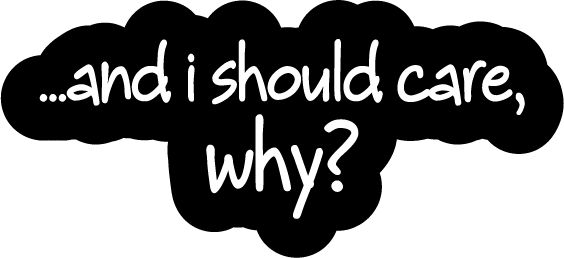 ...and i should care,
why?